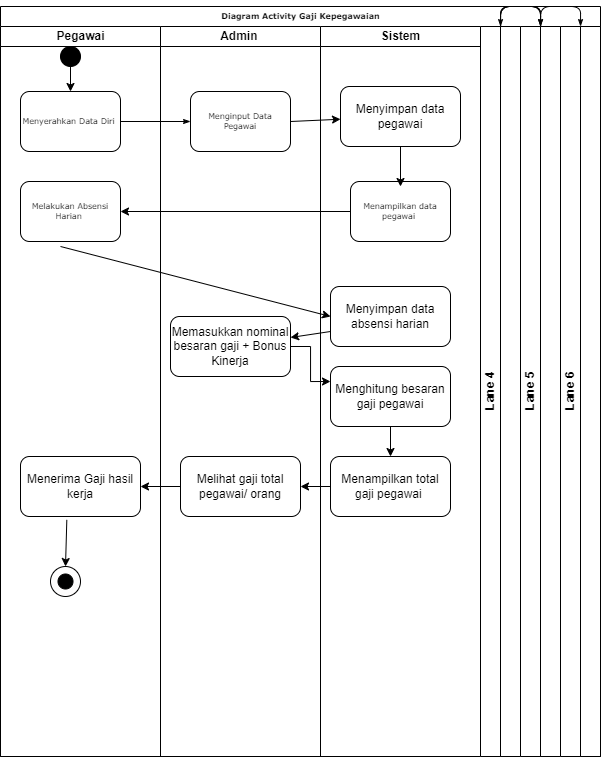 Diagram Activity Gaji Kepegawaian
Pegawai
Admin
Sistem
Menyerahkan Data Diri
Menginput Data
Pegawai
Menyimpan data
pegawai
Melakukan Absensi
Harian
Menampilkan data
pegawai
Menyimpan data
absensi harian
Memasukkan nominal
besaran gaji + Bonus
Kinerja
Menghitung besaran
gaji pegawai
Menerima Gaji hasil
kerja
Melihat gaji total
pegawai/ orang
Menampilkan total
gaji pegawai
Lane 4
Lane 5
Lane 6